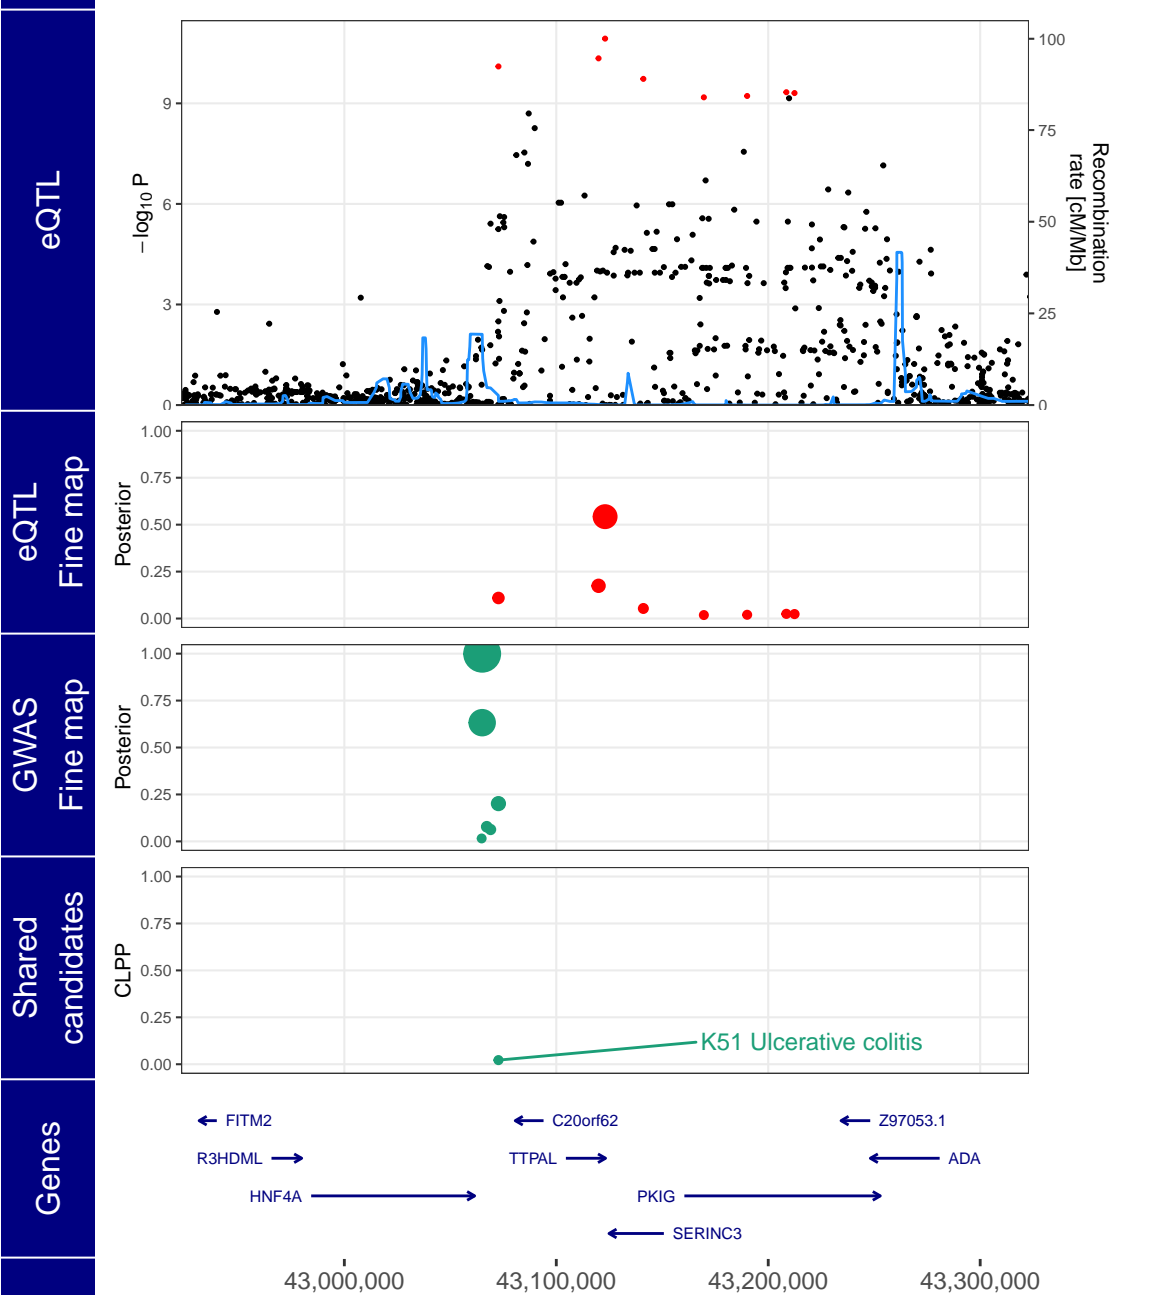 eQTL
−log10 P
9
6
3
0
100
75
50
25
0
Recombination
rate [cM/Mb]
eQTL
Fine map
Posterior
1.00
0.75
0.50
0.25
0.00
GWAS
Fine map
Posterior
1.00
0.75
0.50
0.25
0.00
Shared
candidates
CLPP
1.00
0.75
0.50
0.25
0.00
K51 Ulcerative colitis
Genes
FITM2
C20orf62
Z97053.1
R3HDML
TTPAL
ADA
HNF4A
PKIG
SERINC3
43,000,000
43,100,000
43,200,000
43,300,000